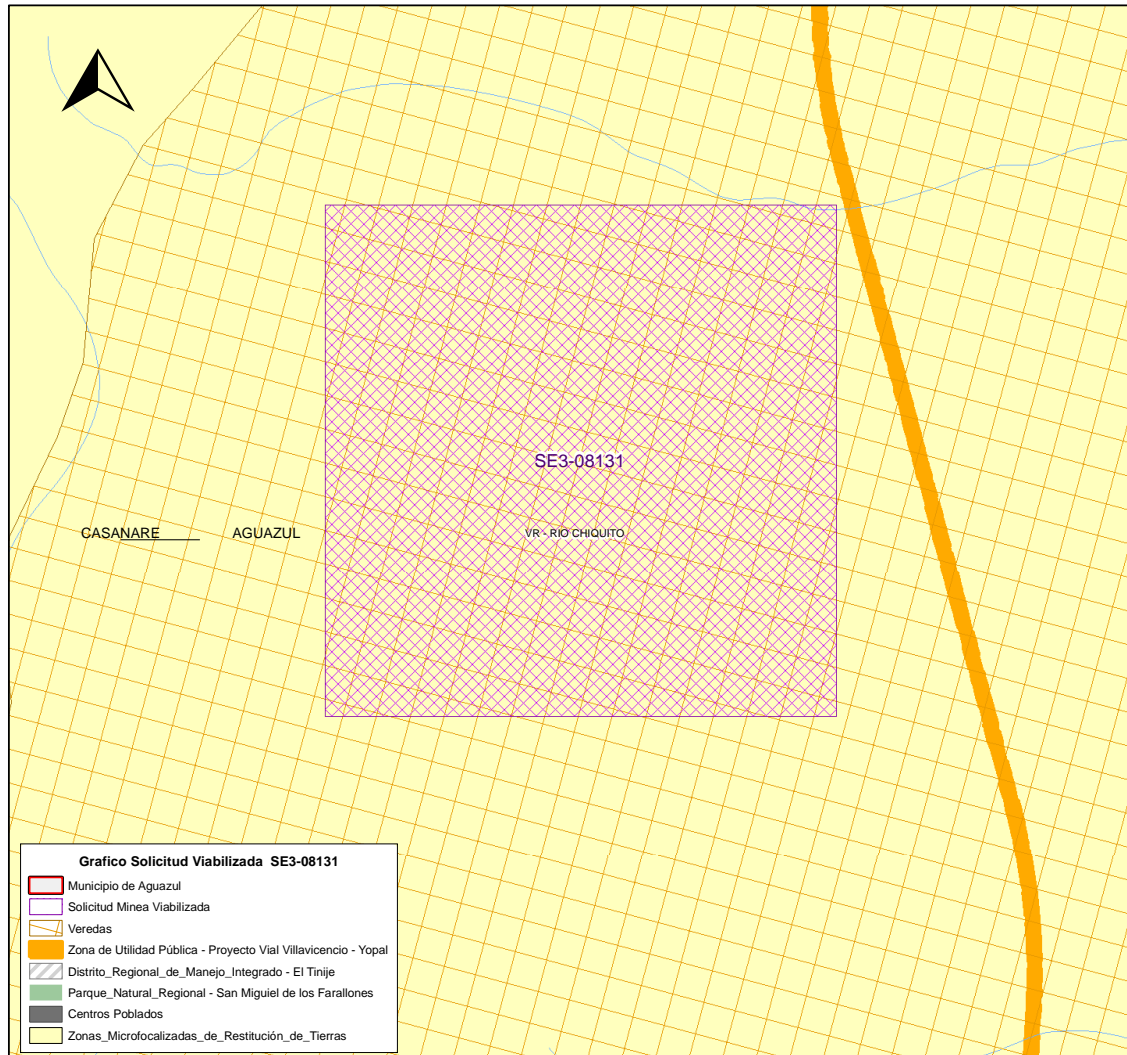 SE3-08131
CASANARE AGUAZUL VR - RIO CHIQUITO
Grafico Solicitud Viabilizada SE3-08131
Municipio de Aguazul
Solicitud Minea Viabilizada
Veredas
Zona de Utilidad Pública - Proyecto Vial Villavicencio - Yopal
Distrito_Regional_de_Manejo_Integrado - El Tinije
Parque_Natural_Regional - San Miguiel de los Farallones
Centros Poblados
Zonas_Microfocalizadas_de_Restitución_de_Tierras